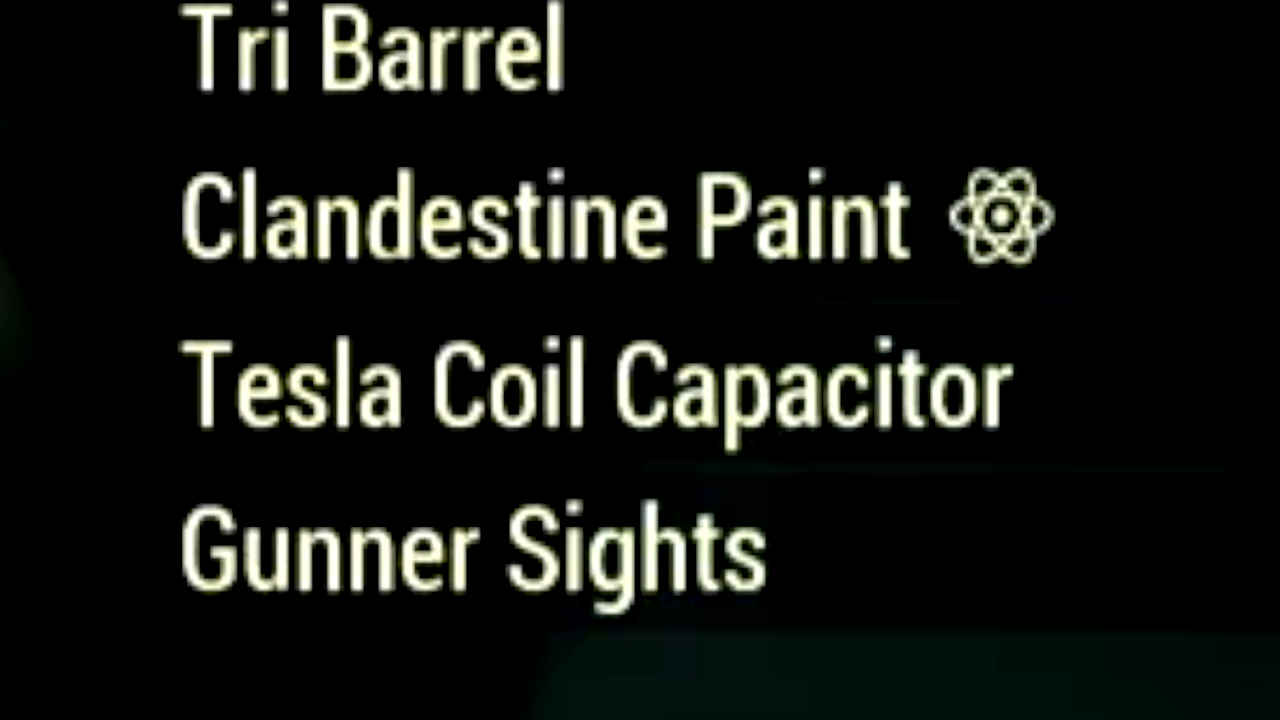 Tri Barrel
Clandestine Paint
Tesla Coil Capacitor
Gunner Sights